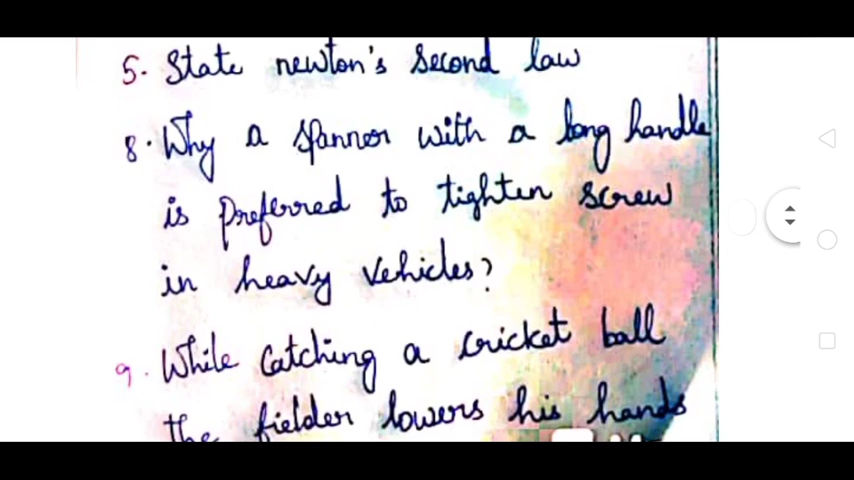 5. State newton's second law
8. Why a spanner with a long handle
is preferred to tighten screw
in heavy vehicles?
9. While catching a cricket ball
the fielder lowers his hands